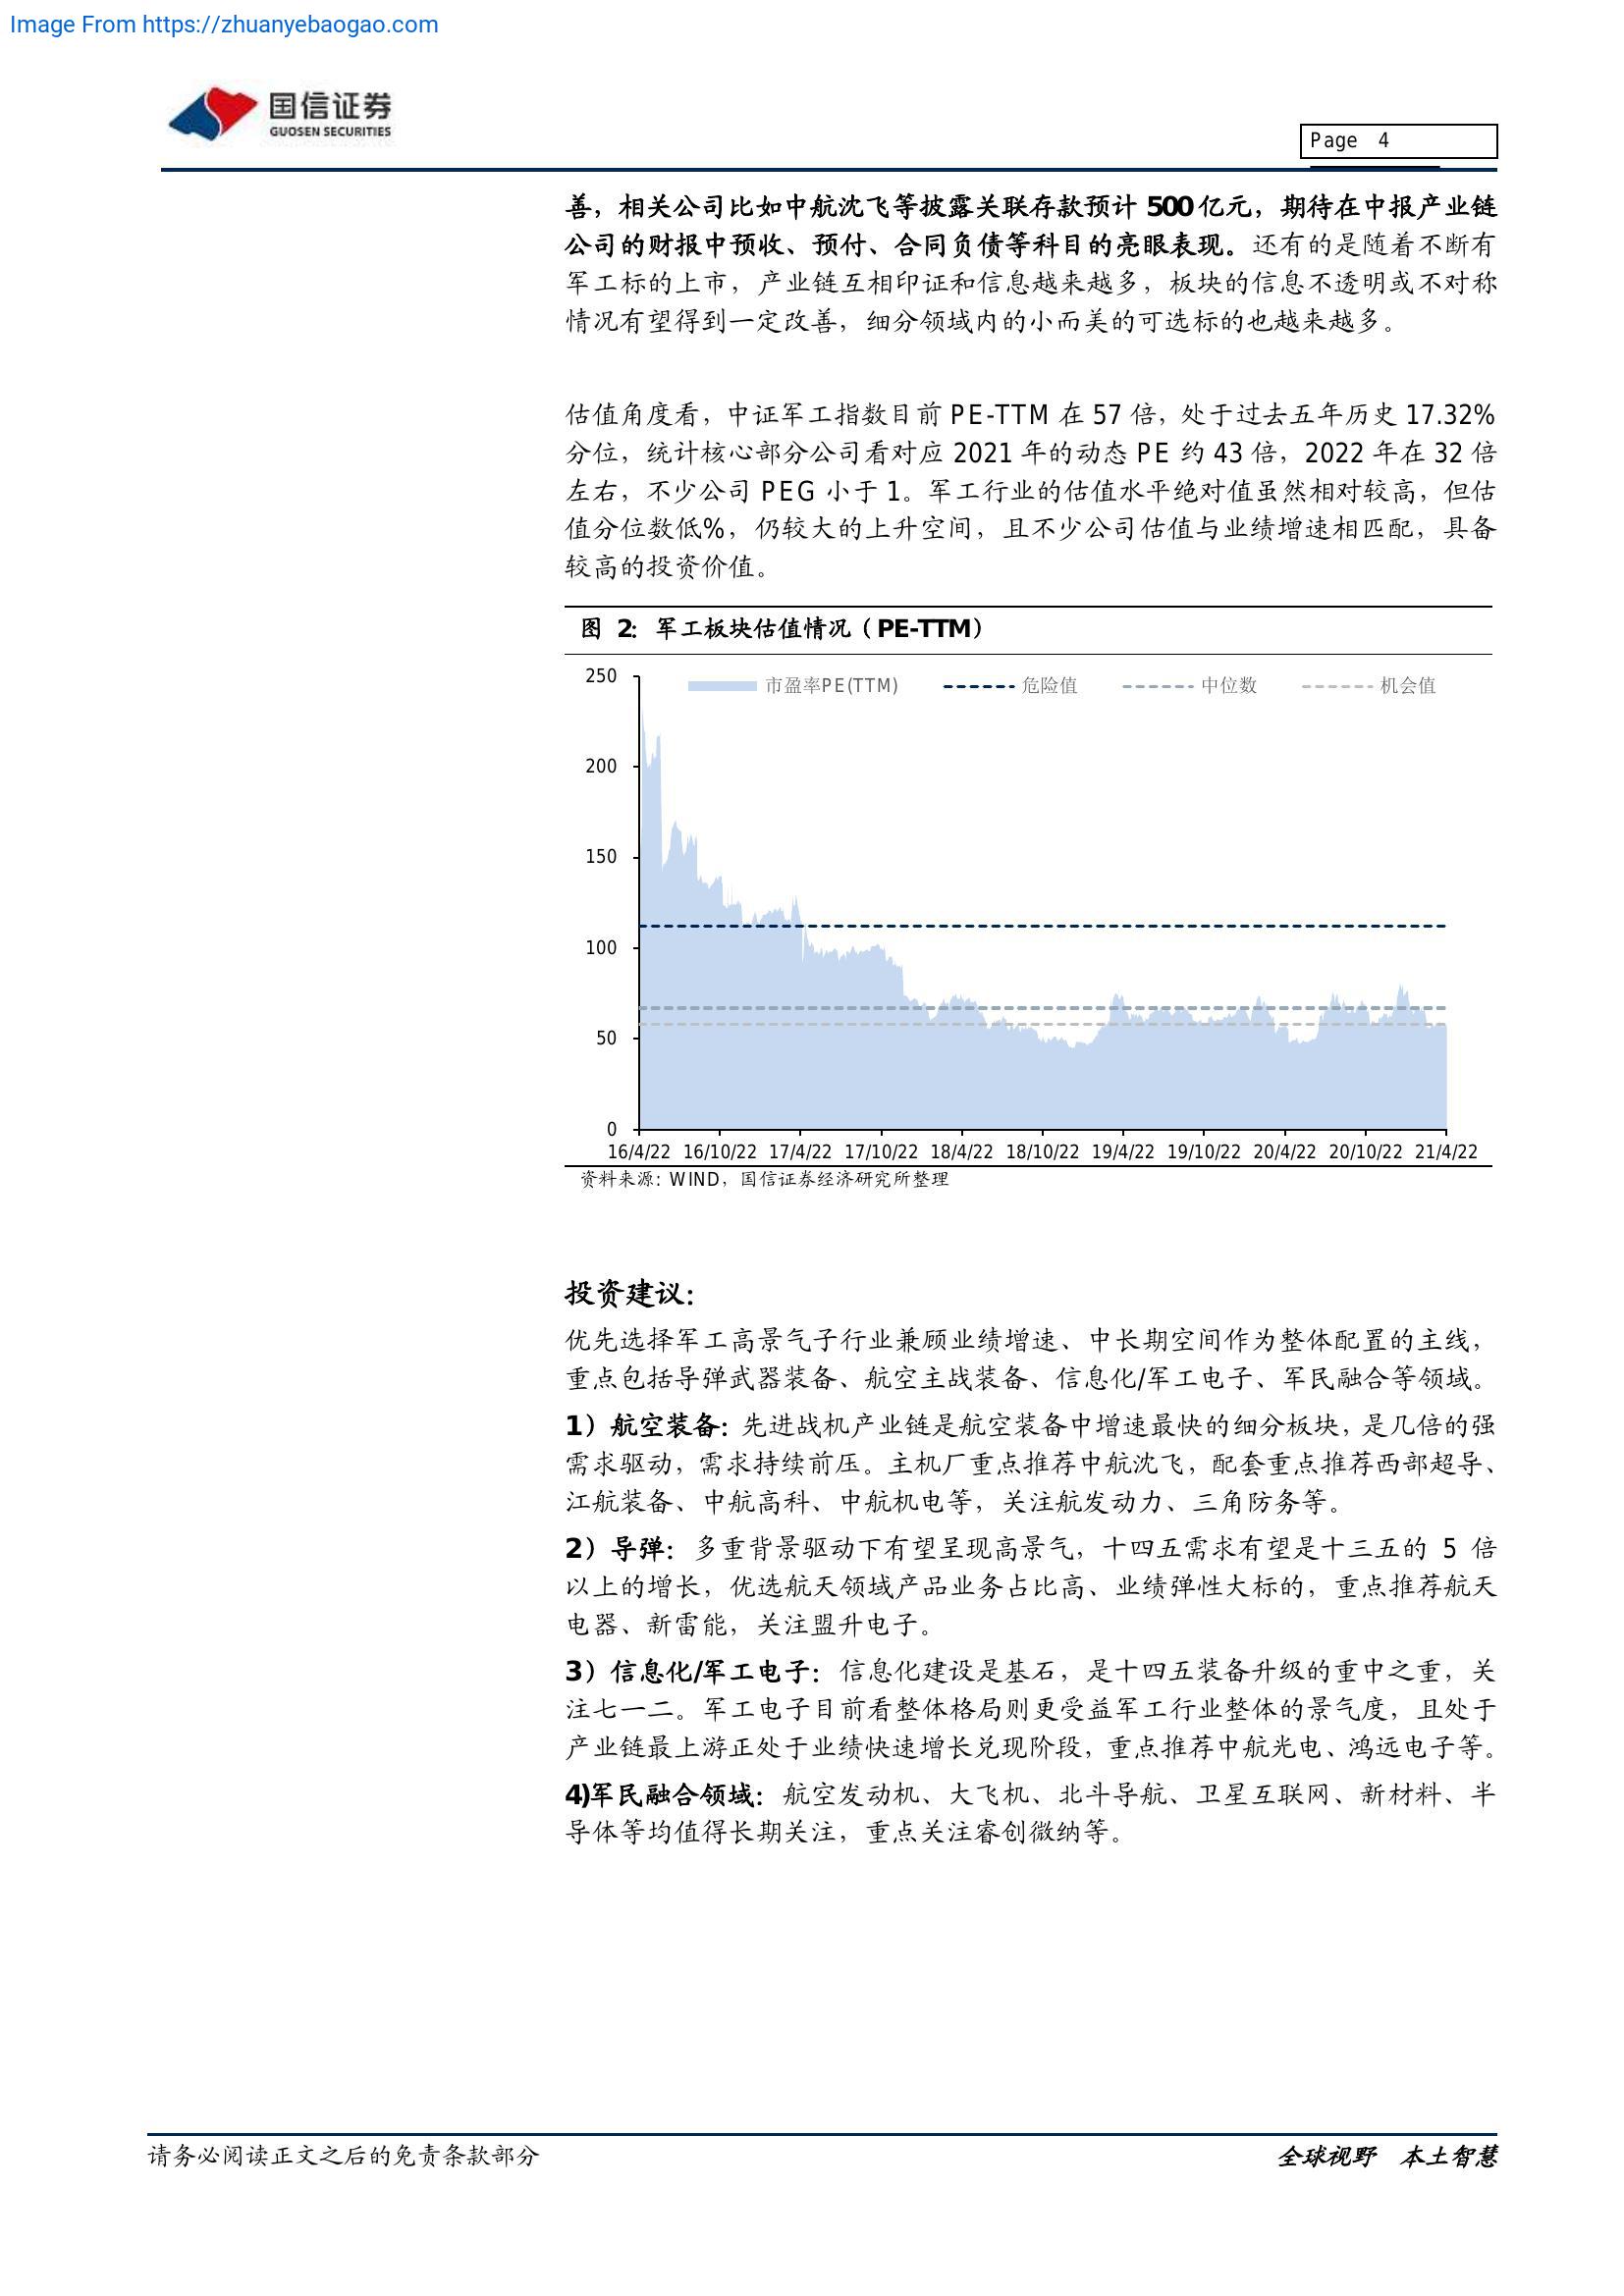 Image From https://zhuanyebaogao.com
国信证券
GUOSEN SECURITIES
Page 4
善，相关公司比如中航沈飞等披露关联存款预计 500 亿元，期待在中报产业链
公司的财报中预收、预付、合同负债等科目的亮眼表现。还有的是随着不断有
军工标的上市，产业链互相印证和信息越来越多，板块的信息不透明或不对称
情况有望得到一定改善，细分领域内的小而美的可选标的也越来越多。
估值角度看，中证军工指数目前 PE-TTM 在 57 倍，处于过去五年历史 17.32%
分位，统计核心部分公司看对应 2021 年的动态 PE 约 43 倍，2022 年在 32 倍
左右，不少公司 PEG 小于 1。军工行业的估值水平绝对值虽然相对较高，但估
值分位数低%，仍较大的上升空间，且不少公司估值与业绩增速相匹配，具备
较高的投资价值。
图 2：军工板块估值情况（PE-TTM）
市盈率PE(TTM) 危险值 中位数 机会值
250
200
150
100
50
0
16/4/22 16/10/22 17/4/22 17/10/22 18/4/22 18/10/22 19/4/22 19/10/22 20/4/22 20/10/22 21/4/22
资料来源：WIND，国信证券经济研究所整理
投资建议：
优先选择军工高景气子行业兼顾业绩增速、中长期空间作为整体配置的主线，
重点包括导弹武器装备、航空主战装备、信息化/军工电子、军民融合等领域。
1）航空装备：先进战机产业链是航空装备中增速最快的细分板块，是几倍的强
需求驱动，需求持续前压。主机厂重点推荐中航沈飞，配套重点推荐西部超导、
江航装备、中航高科、中航机电等，关注航发动力、三角防务等。
2）导弹：多重背景驱动下有望呈现高景气，十四五需求有望是十三五的 5 倍
以上的增长，优选航天领域产品业务占比高、业绩弹性大标的，重点推荐航天
电器、新雷能，关注盟升电子。
3）信息化/军工电子：信息化建设是基石，是十四五装备升级的重中之重，关
注七一二。军工电子目前看整体格局则更受益军工行业整体的景气度，且处于
产业链最上游正处于业绩快速增长兑现阶段，重点推荐中航光电、鸿远电子等。
4)军民融合领域：航空发动机、大飞机、北斗导航、卫星互联网、新材料、半
导体等均值得长期关注，重点关注睿创微纳等。
请务必阅读正文之后的免责条款部分
全球视野 本土智慧